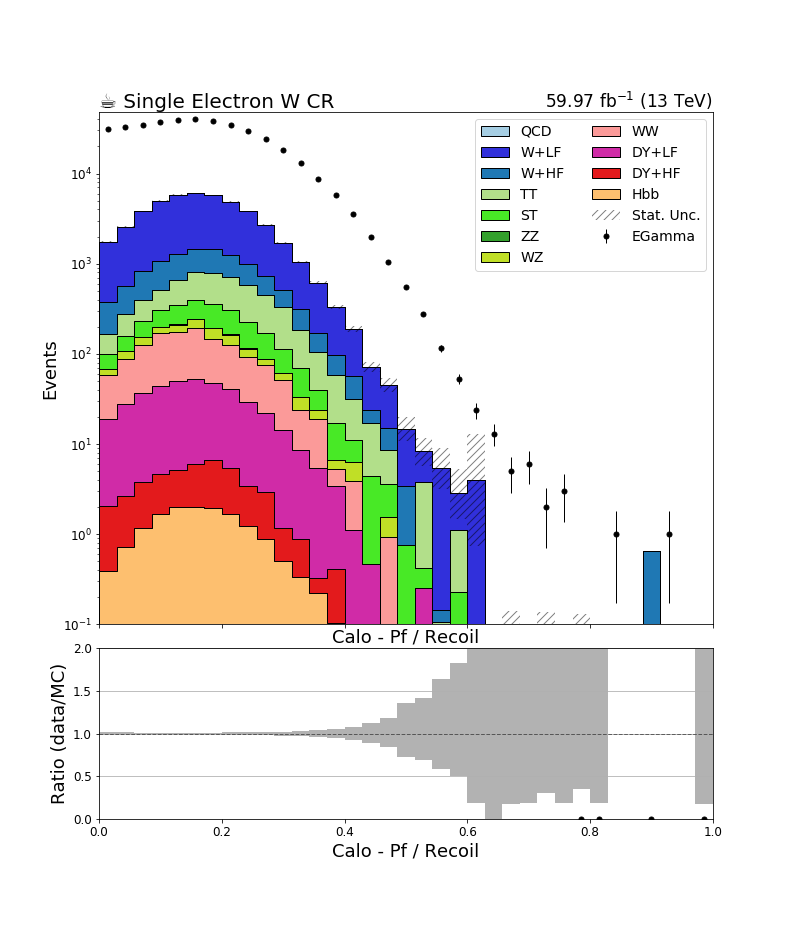 ☕ Single Electron W CR
59.97 fb⁻¹ (13 TeV)
QCD
W+LF
W+HF
TT
ST
ZZ
WZ
WW
DY+LF
DY+HF
Hbb
Stat. Unc.
EGamma
Events
10⁴
10³
10²
10¹
10⁰
10⁻¹
Calo - Pf / Recoil
Ratio (data/MC)
2.0
1.5
1.0
0.5
0.0
0.0 0.2 0.4 0.6 0.8 1.0
Calo - Pf / Recoil